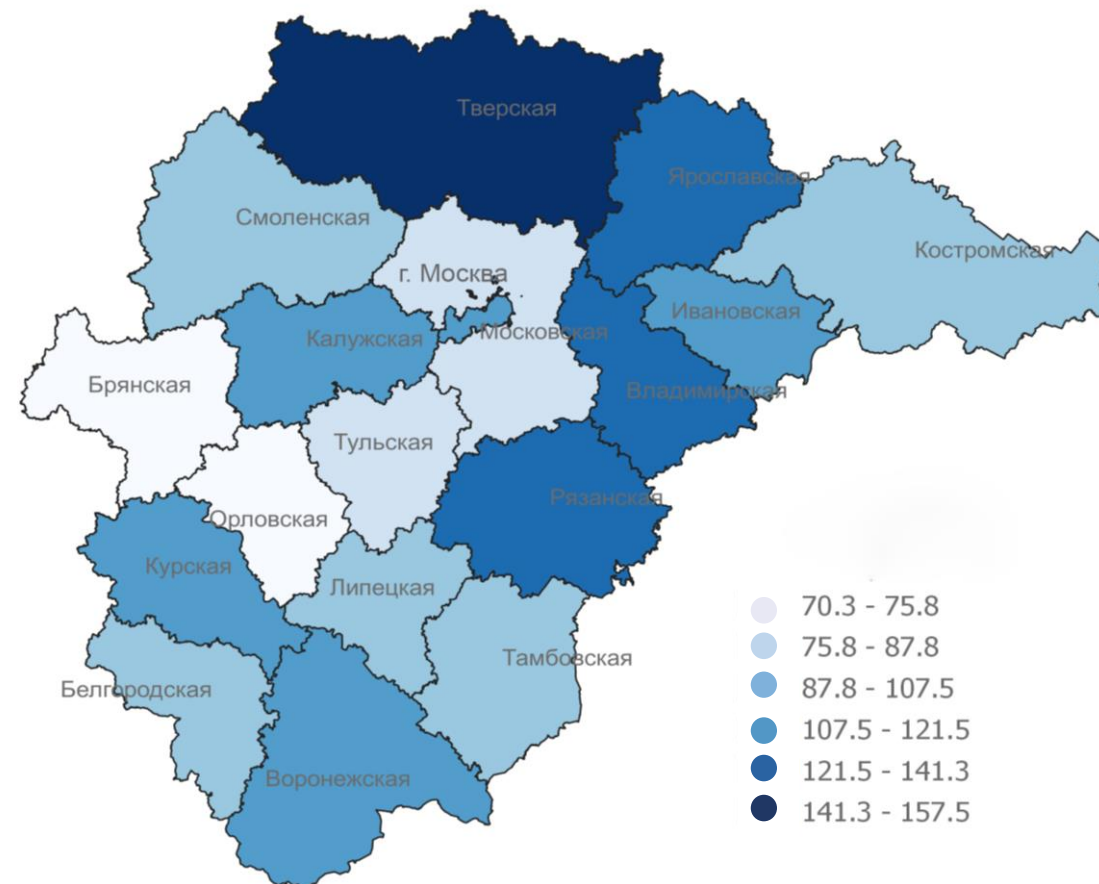 Тверская
Ярославская
Смоленская
Костромская
г. Москва
Ивановская
Московская
Калужская
Брянская
Владимирская
Тульская
Рязанская
Орловская
Курская
Липецкая
Тамбовская
Белгородская
Воронежская
70.3 - 75.8
75.8 - 87.8
87.8 - 107.5
107.5 - 121.5
121.5 - 141.3
141.3 - 157.5